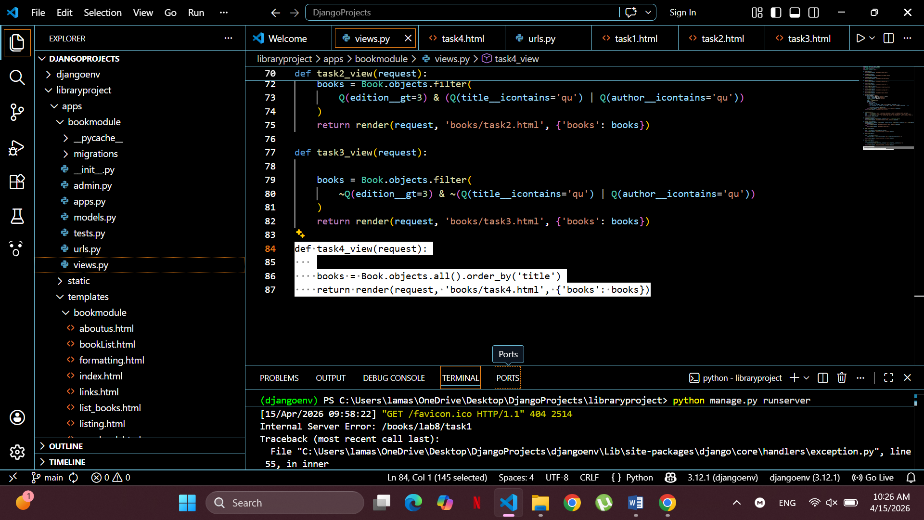 File Edit Selection View Go Run ··· DjangoProjects Sign In
EXPLORER ···
Welcome views.py task4.html urls.py task1.html task2.html task3.html ···
libraryproject > apps > bookmodule > views.py > task4_view
DJANGOPROJECTS
djangoenv
libraryproject
apps
bookmodule
__pycache__
migrations
__init__.py
admin.py
apps.py
models.py
tests.py
urls.py
views.py
static
templates
bookmodule
aboutus.html
bookList.html
formatting.html
index.html
links.html
list_books.html
listing.html
OUTLINE
TIMELINE
70 def task2_view(request):
72 books = Book.objects.filter(
73 Q(edition__gt=3) & (Q(title__icontains='qu') | Q(author__icontains='qu'))
74 )
75 return render(request, 'books/task2.html', {'books': books})
76
77 def task3_view(request):
78
79 books = Book.objects.filter(
80 ~Q(edition__gt=3) & ~(Q(title__icontains='qu') | Q(author__icontains='qu'))
81 )
82 return render(request, 'books/task3.html', {'books': books})
83
84 def task4_view(request):
85
86 books = Book.objects.all().order_by('title')
87 return render(request, 'books/task4.html', {'books': books})
Ports
PROBLEMS OUTPUT DEBUG CONSOLE TERMINAL PORTS python - libraryproject ···
(djangoenv) PS C:\Users\lamas\OneDrive\Desktop\DjangoProjects\libraryproject> python manage.py runserver
[15/Apr/2026 09:58:22] "GET /favicon.ico HTTP/1.1" 404 2514
Internal Server Error: /books/lab8/task1
Traceback (most recent call last):
File "C:\Users\lamas\OneDrive\Desktop\DjangoProjects\djangoenv\Lib\site-packages\django\core\handlers\exception.py", line
55, in inner
main 0 0 Ln 84, Col 1 (145 selected) Spaces: 4 UTF-8 CRLF { } Python 3.12.1 (djangoenv) djangoenv (3.12.1) Go Live
1 Search ENG 10:26 AM
4/15/2026